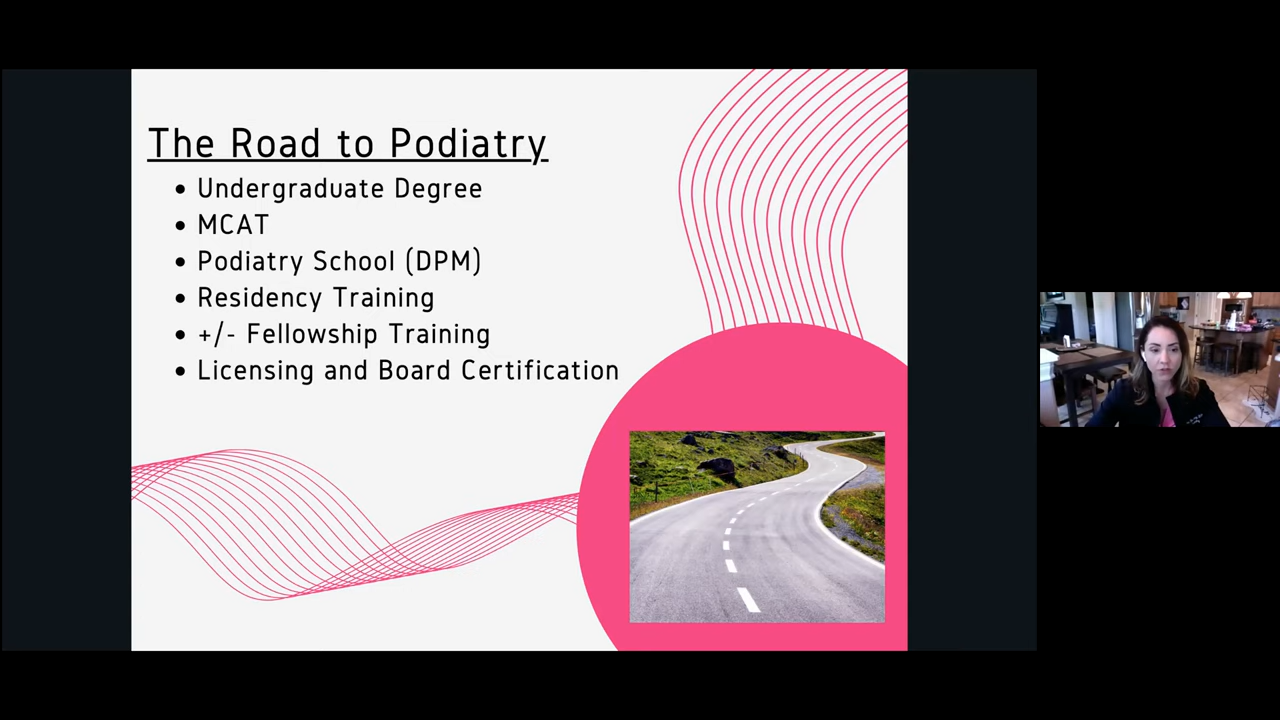 The Road to Podiatry
• Undergraduate Degree
• MCAT
• Podiatry School (DPM)
• Residency Training
• +/- Fellowship Training
• Licensing and Board Certification